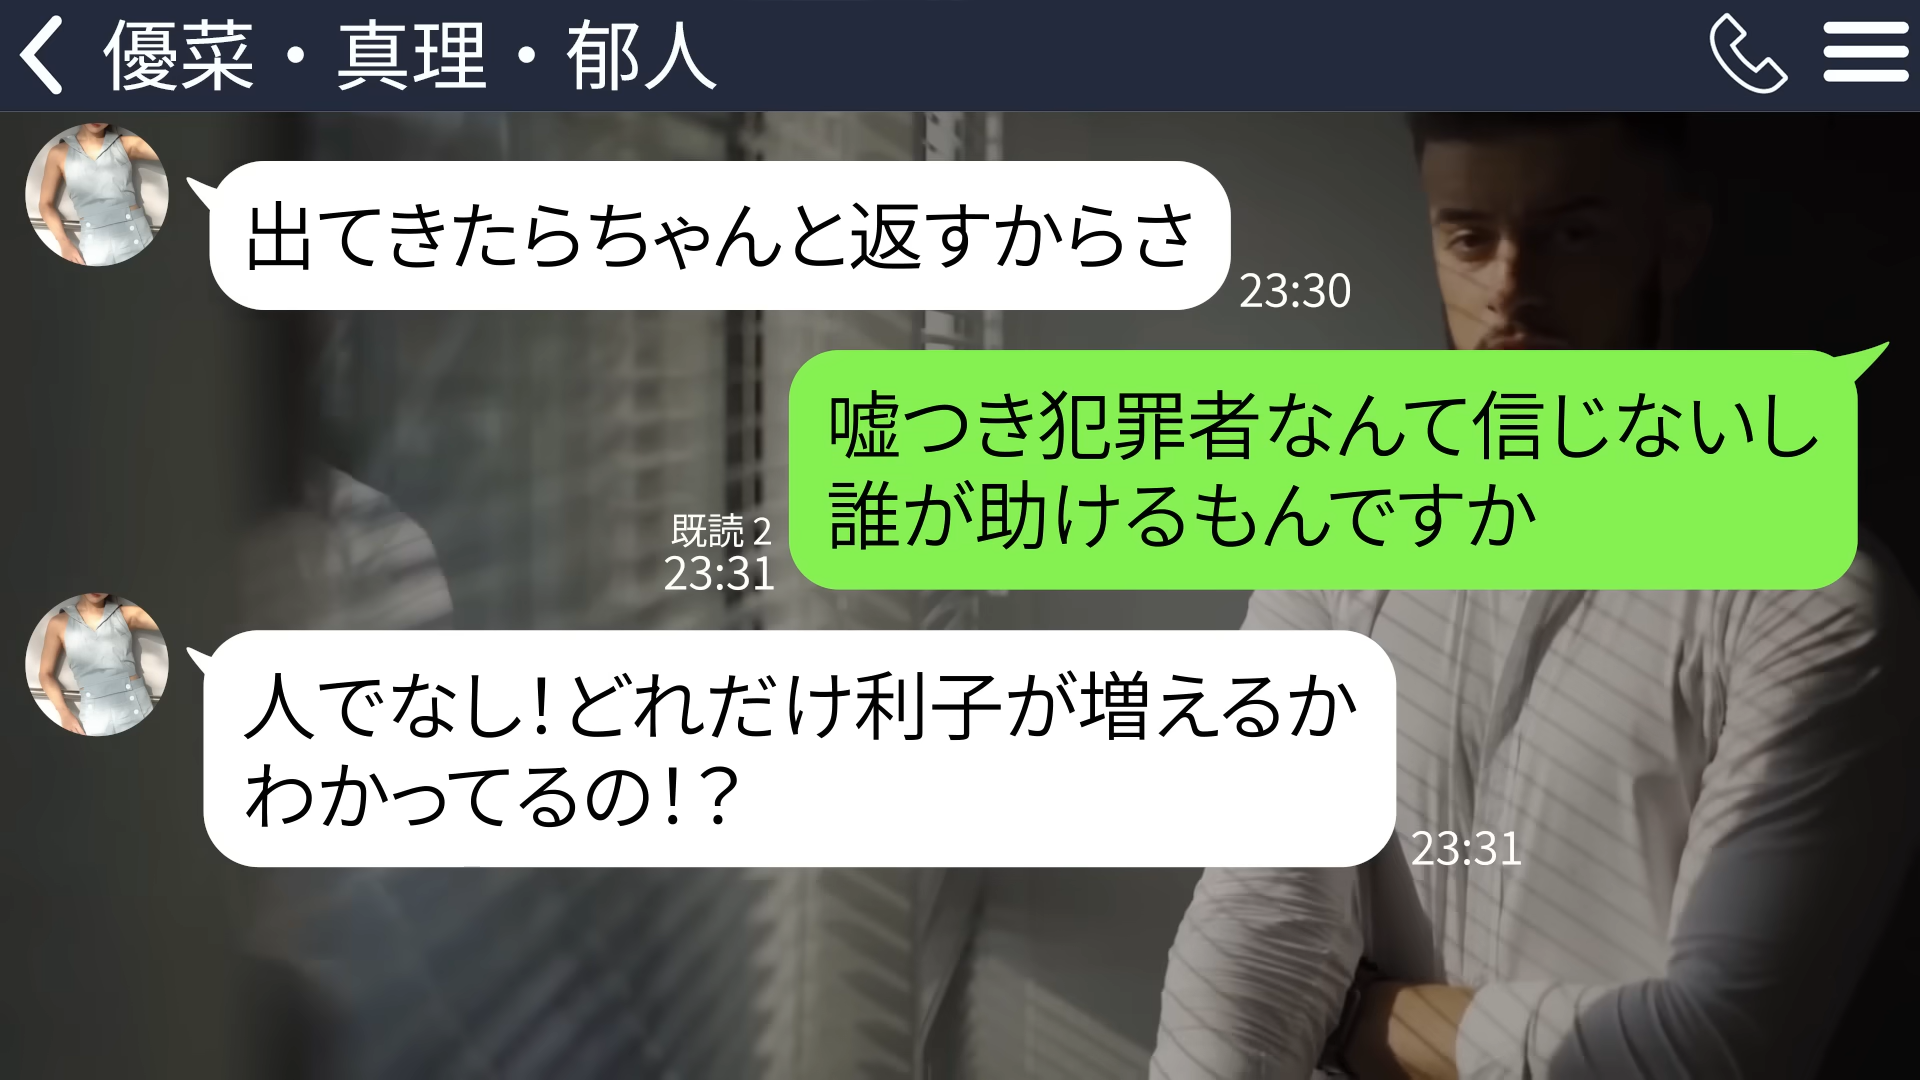 優菜・真理・郁人
出てきたらちゃんと返すからさ
23:30
嘘つき犯罪者なんて信じないし
誰が助けるもんですか
既読 2
23:31
人でなし！どれだけ利子が増えるか
わかってるの！？
23:31